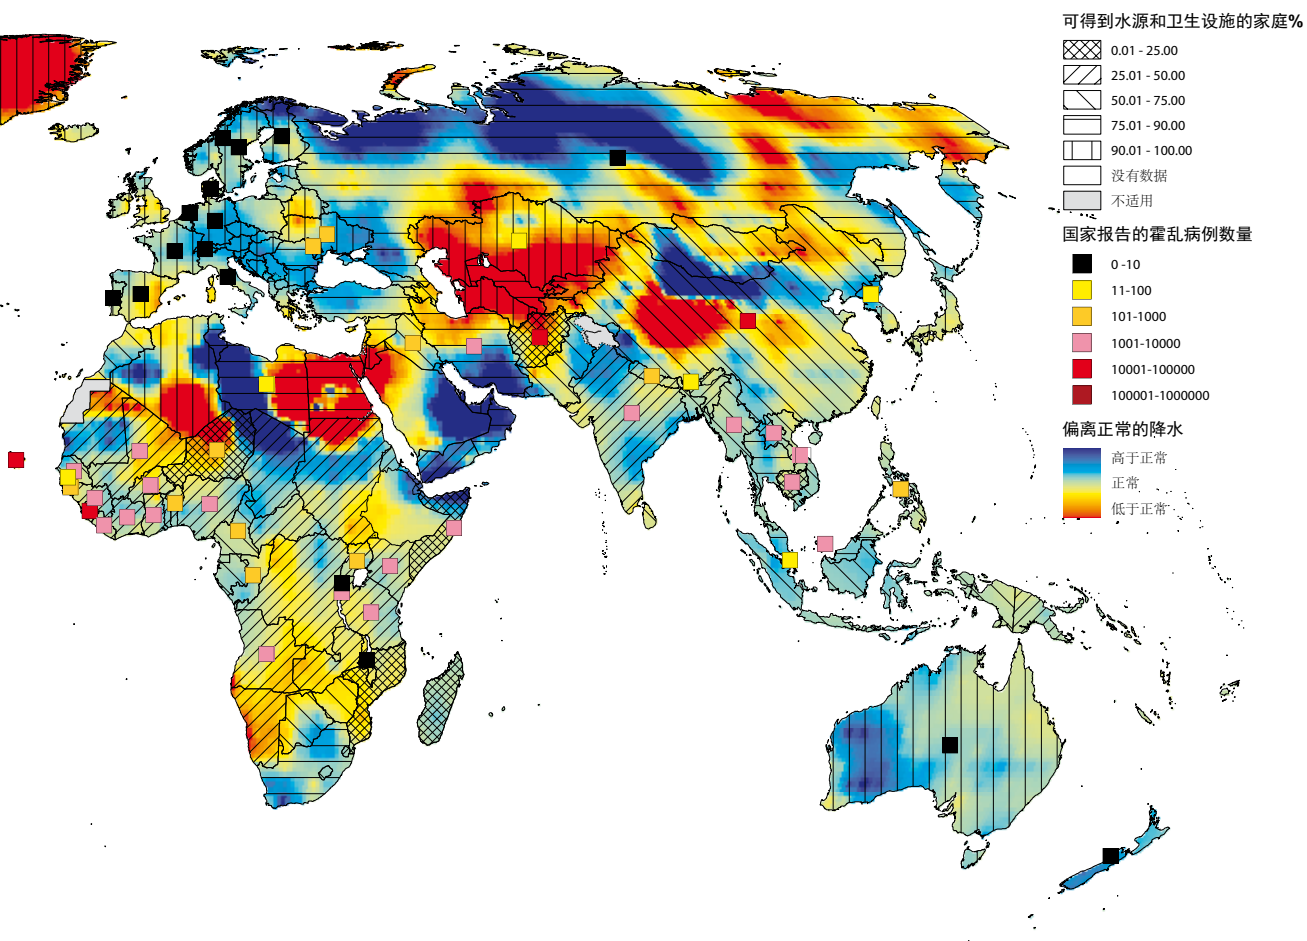 可得到水源和卫生设施的家庭%
0.01 - 25.00
25.01 - 50.00
50.01 - 75.00
75.01 - 90.00
90.01 - 100.00
没有数据
不适用
国家报告的霍乱病例数量
0 -10
11-100
101-1000
1001-10000
10001-100000
100001-1000000
偏离正常的降水
高于正常
正常
低于正常